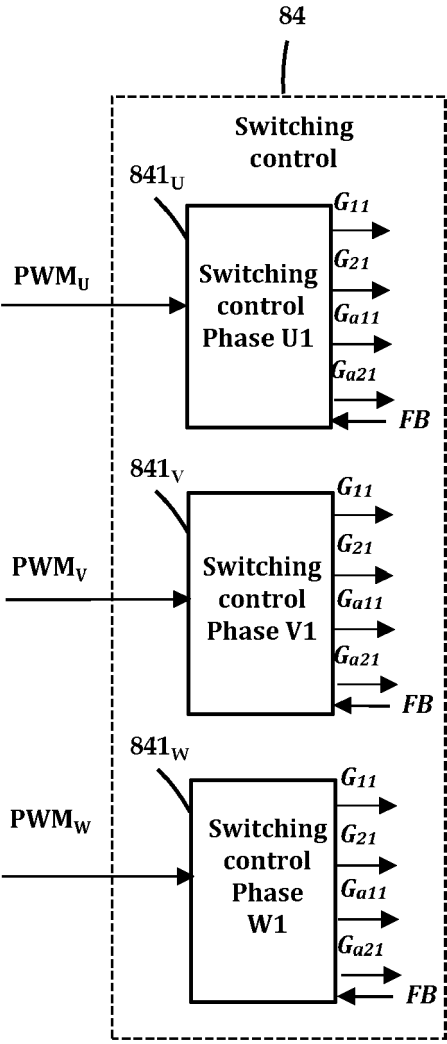 84
Switching
control
841U
G11
PWMU
Switching
control
Phase U1
G21
Ga11
Ga21
FB
841V
G11
PWMV
Switching
control
Phase V1
G21
Ga11
Ga21
FB
841W
G11
PWMW
Switching
control
Phase
W1
G21
Ga11
Ga21
FB